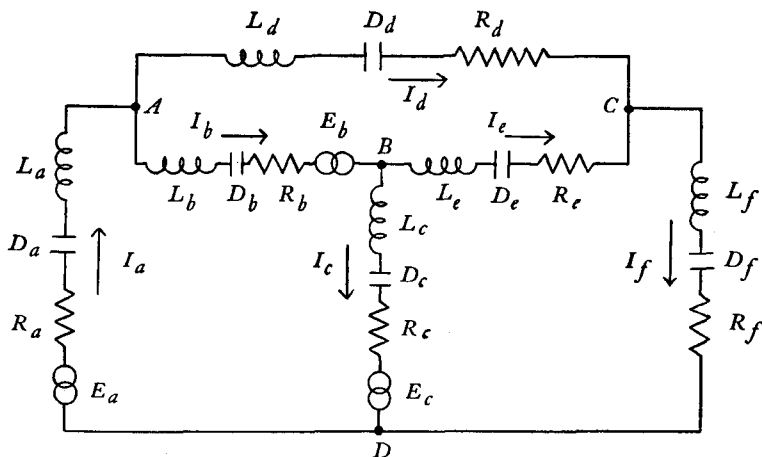 L_d D_d R_d
I_d
A C
I_b E_b B I_e
L_a L_b D_b R_b L_e D_e R_e L_f
D_a I_a I_c L_c D_c I_f D_f
R_a R_c R_f
E_a E_c
D